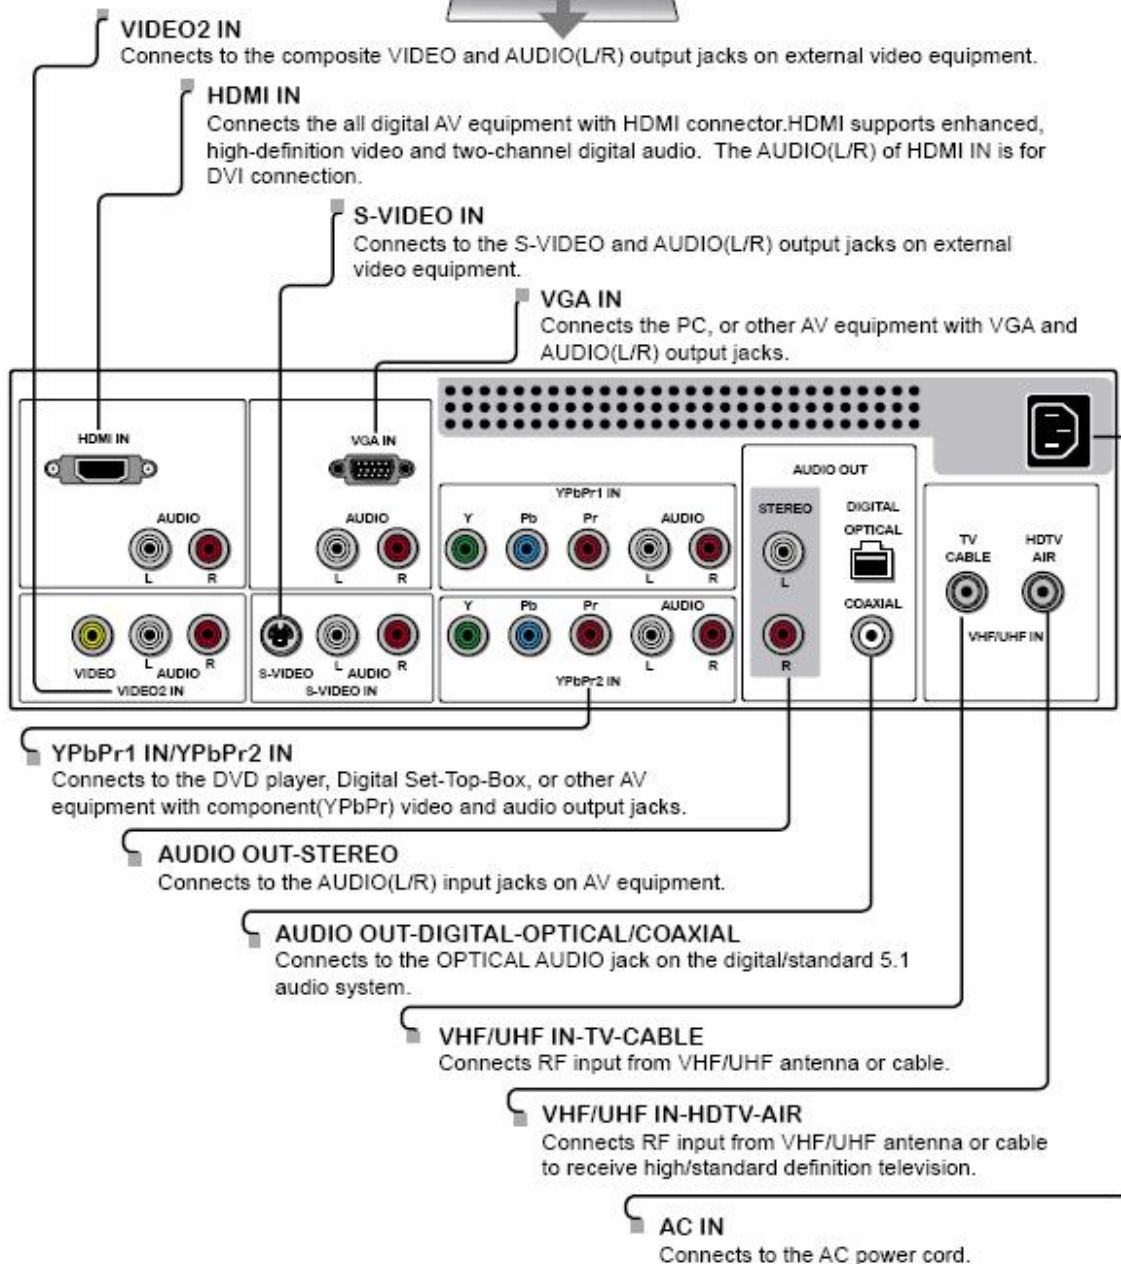 VIDEO2 IN
Connects to the composite VIDEO and AUDIO(L/R) output jacks on external video equipment.
HDMI IN
Connects the all digital AV equipment with HDMI connector.HDMI supports enhanced,
high-definition video and two-channel digital audio. The AUDIO(L/R) of HDMI IN is for
DVI connection.
S-VIDEO IN
Connects to the S-VIDEO and AUDIO(L/R) output jacks on external
video equipment.
VGA IN
Connects the PC, or other AV equipment with VGA and
AUDIO(L/R) output jacks.
HDMI IN
AUDIO
L R
VGA IN
AUDIO
L R
YPbPr1 IN
Y Pb Pr AUDIO
L R
AUDIO OUT
STEREO
L
R
DIGITAL
OPTICAL
COAXIAL
TV
CABLE
HDTV
AIR
VHF/UHF IN
VIDEO L AUDIO R
VIDEO2 IN
S-VIDEO L AUDIO R
S-VIDEO IN
Y Pb Pr AUDIO
L R
YPbPr2 IN
YPbPr1 IN/YPbPr2 IN
Connects to the DVD player, Digital Set-Top-Box, or other AV
equipment with component(YPbPr) video and audio output jacks.
AUDIO OUT-STEREO
Connects to the AUDIO(L/R) input jacks on AV equipment.
AUDIO OUT-DIGITAL-OPTICAL/COAXIAL
Connects to the OPTICAL AUDIO jack on the digital/standard 5.1
audio system.
VHF/UHF IN-TV-CABLE
Connects RF input from VHF/UHF antenna or cable.
VHF/UHF IN-HDTV-AIR
Connects RF input from VHF/UHF antenna or cable
to receive high/standard definition television.
AC IN
Connects to the AC power cord.